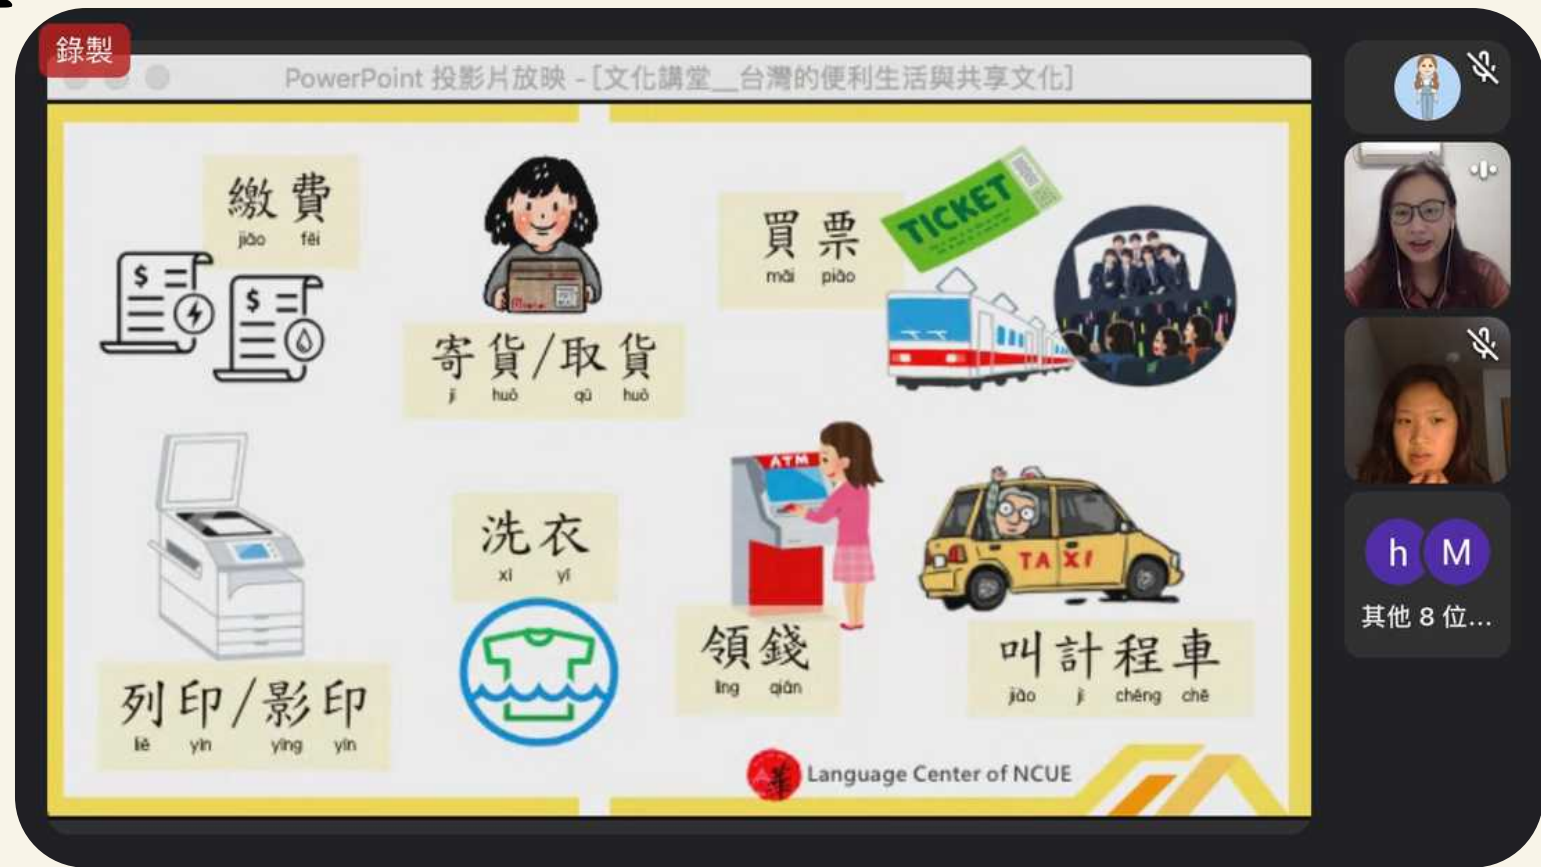 錄製
PowerPoint 投影片放映 - [文化講堂__台灣的便利生活與共享文化]
繳費
jiǎo fèi
寄貨/取貨
jì huò qǔ huò
買票
mǎi piào
TICKET
列印/影印
liè yìn yǐng yìn
洗衣
xǐ yī
ATM
領錢
lǐng qián
TAXI
叫計程車
jiào jì chéng chē
華
Language Center of NCUE
h M
其他 8 位...